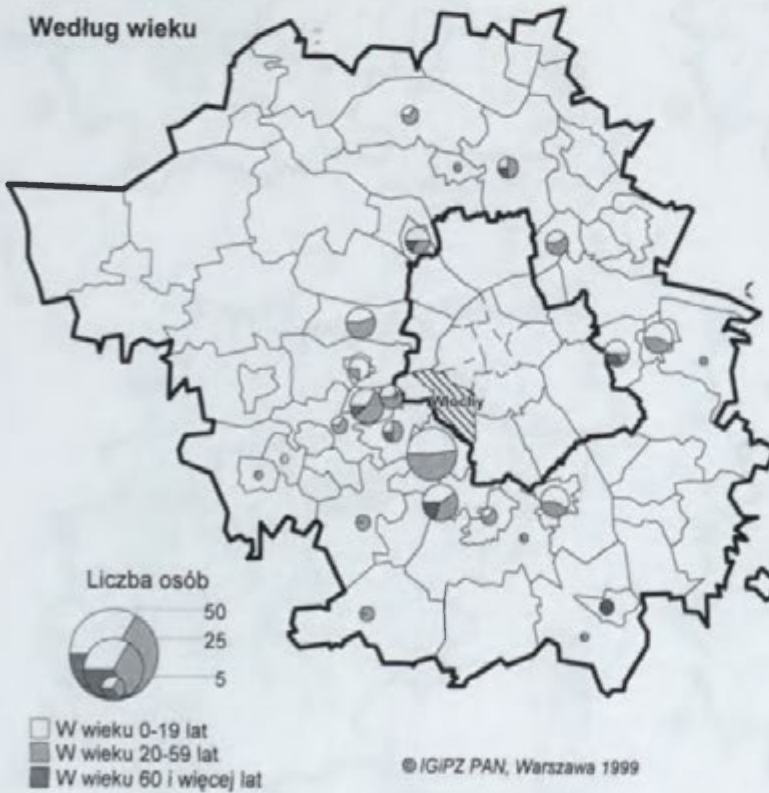 Według wieku
Włochy
Liczba osób
50
25
5
W wieku 0-19 lat
W wieku 20-59 lat
W wieku 60 i więcej lat
© IGiPZ PAN, Warszawa 1999